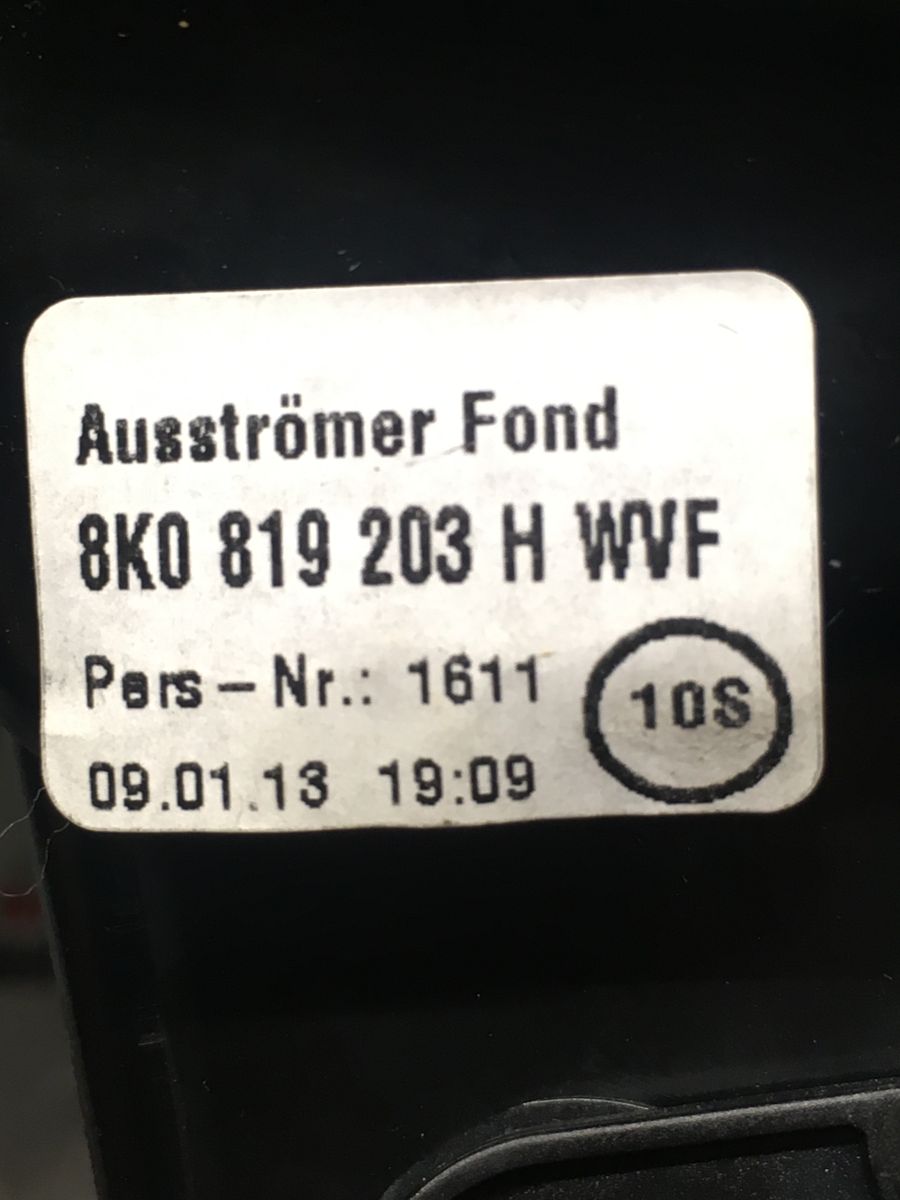 Ausströmer Fond
8K0 819 203 H WVF
Pers-Nr.: 1611
10S
09.01.13 19:09